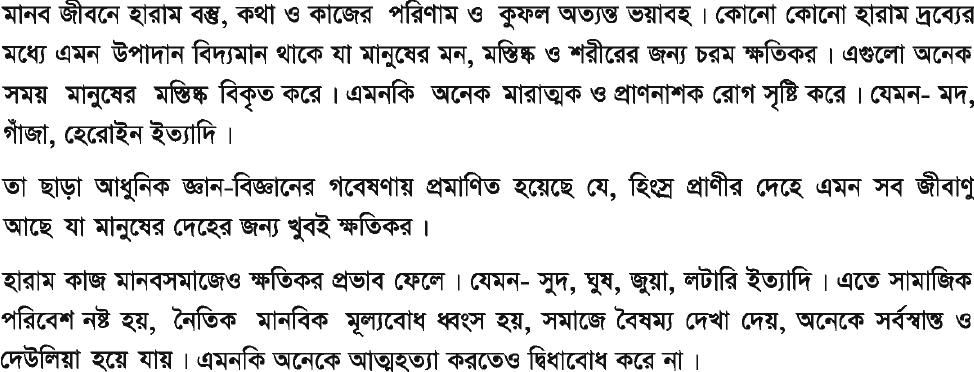 মানব জীবনে হারাম বস্তু, কথা ও কাজের পরিণাম ও কুফল অত্যন্ত ভয়াবহ । কোনো কোনো হারাম দ্রব্যের
মধ্যে এমন উপাদান বিদ্যমান থাকে যা মানুষের মন, মস্তিষ্ক ও শরীরের জন্য চরম ক্ষতিকর । এগুলো অনেক
সময় মানুষের মস্তিষ্ক বিকৃত করে । এমনকি অনেক মারাত্মক ও প্রাণনাশক রোগ সৃষ্টি করে । যেমন- মদ,
গাঁজা, হেরোইন ইত্যাদি ।
তা ছাড়া আধুনিক জ্ঞান-বিজ্ঞানের গবেষণায় প্রমাণিত হয়েছে যে, হিংস্র প্রাণীর দেহে এমন সব জীবাণু
আছে যা মানুষের দেহের জন্য খুবই ক্ষতিকর ।
হারাম কাজ মানবসমাজেও ক্ষতিকর প্রভাব ফেলে । যেমন- সুদ, ঘুষ, জুয়া, লটারি ইত্যাদি । এতে সামাজিক
পরিবেশ নষ্ট হয়, নৈতিক মানবিক মূল্যবোধ ধ্বংস হয়, সমাজে বৈষম্য দেখা দেয়, অনেকে সর্বস্বান্ত ও
দেউলিয়া হয়ে যায় । এমনকি অনেকে আত্মহত্যা করতেও দ্বিধাবোধ করে না ।